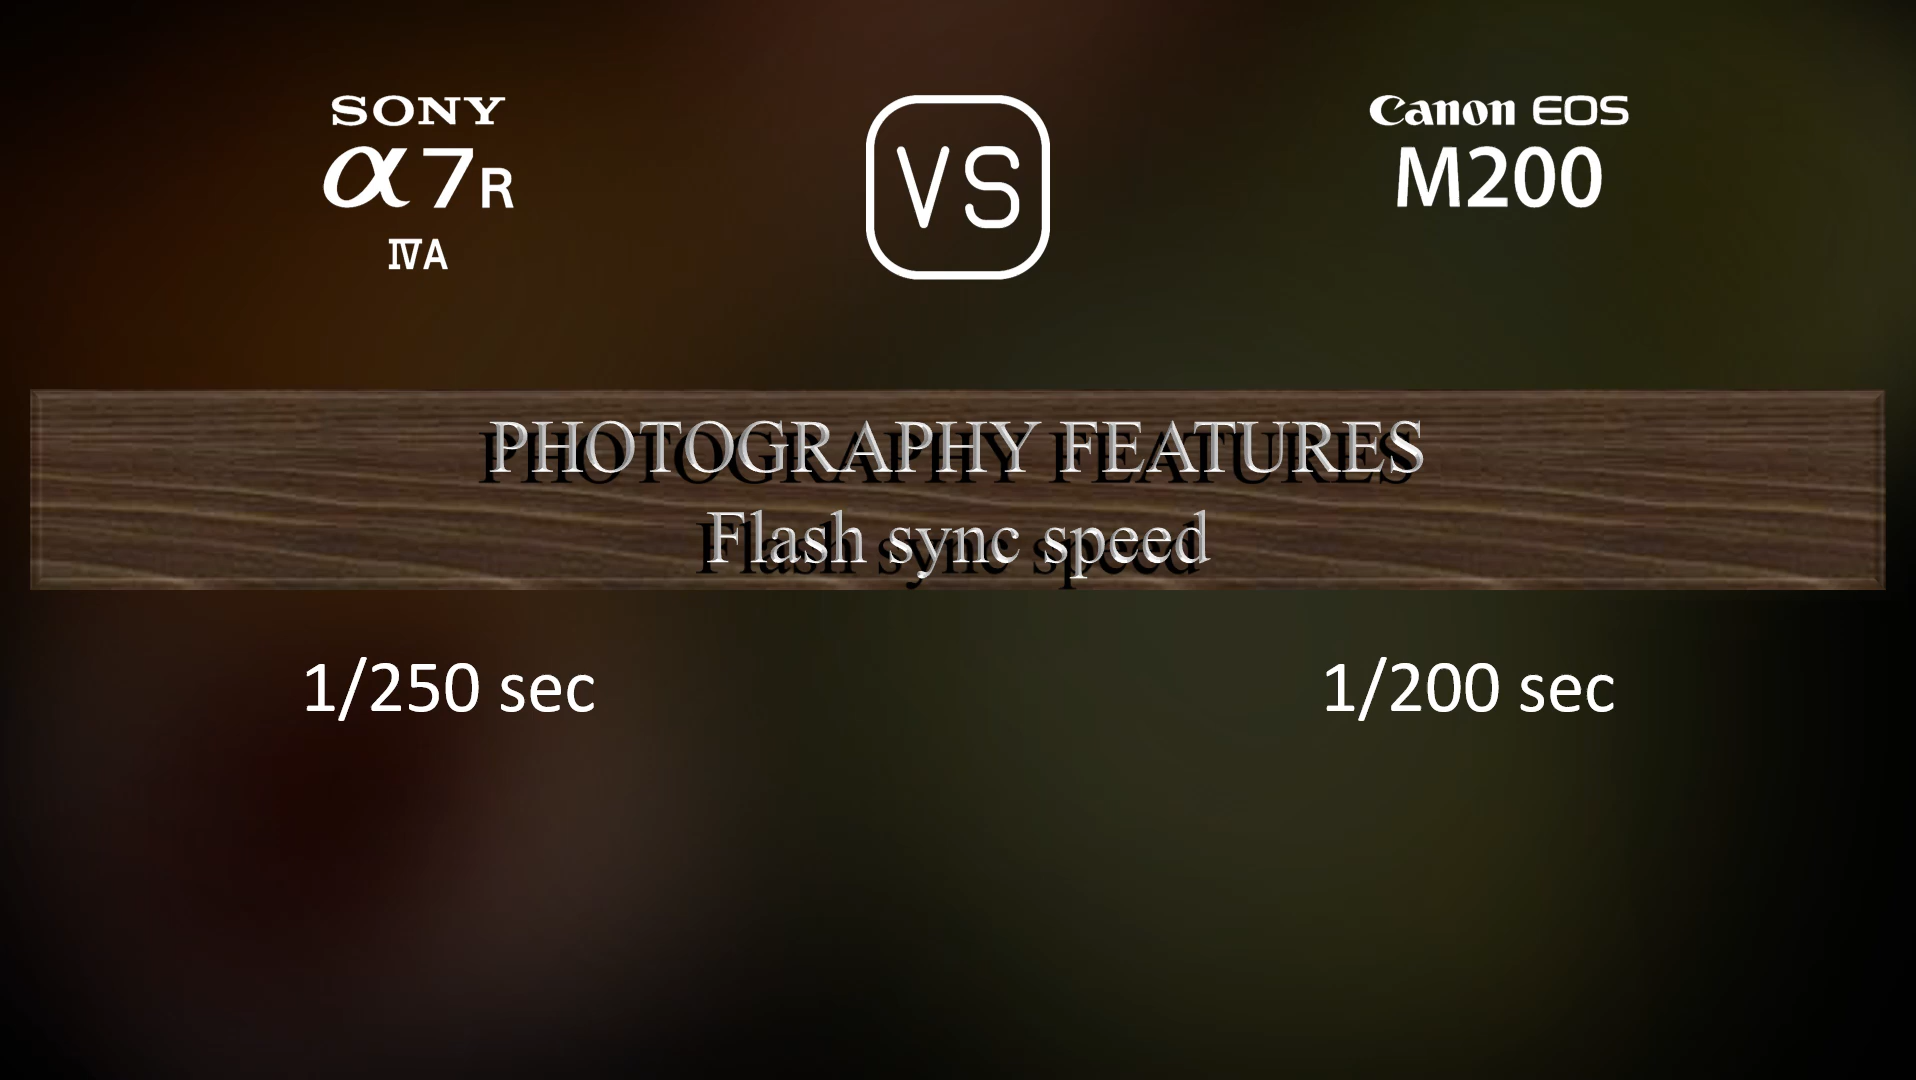 SONY
α7R
IVA
VS
Canon EOS
M200
PHOTOGRAPHY FEATURES
Flash sync speed
1/250 sec
1/200 sec